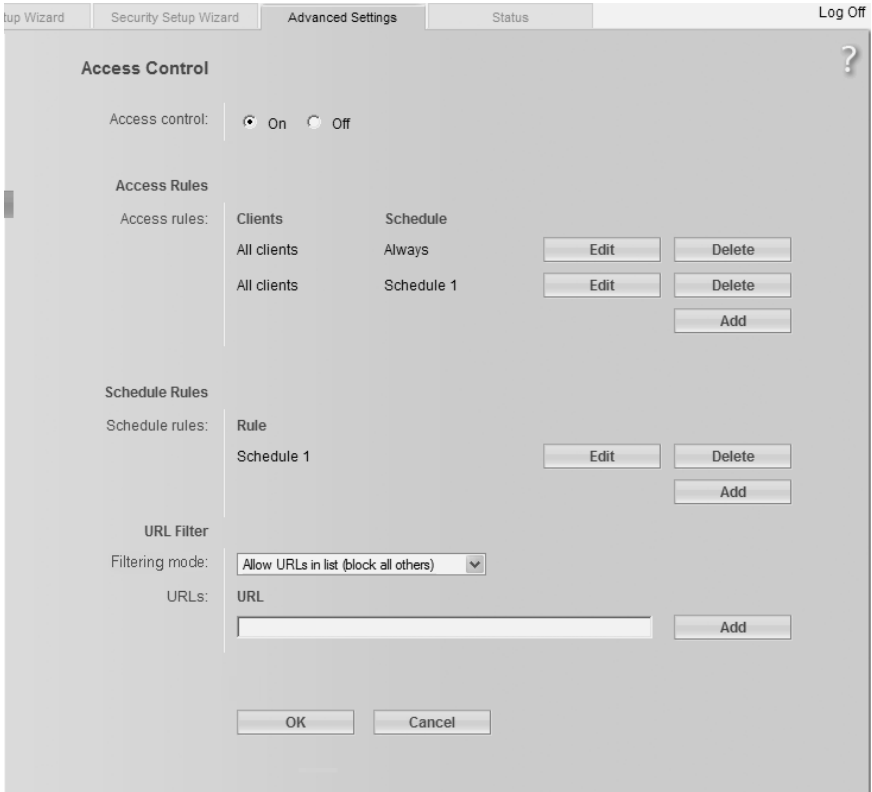 tup Wizard Security Setup Wizard Advanced Settings Status Log Off
Access Control ?
Access control: On Off
Access Rules
Access rules: Clients Schedule
All clients Always Edit Delete
All clients Schedule 1 Edit Delete
Add
Schedule Rules
Schedule rules: Rule
Schedule 1 Edit Delete
Add
URL Filter
Filtering mode: Allow URLs in list (block all others)
URLs: URL
Add
OK Cancel